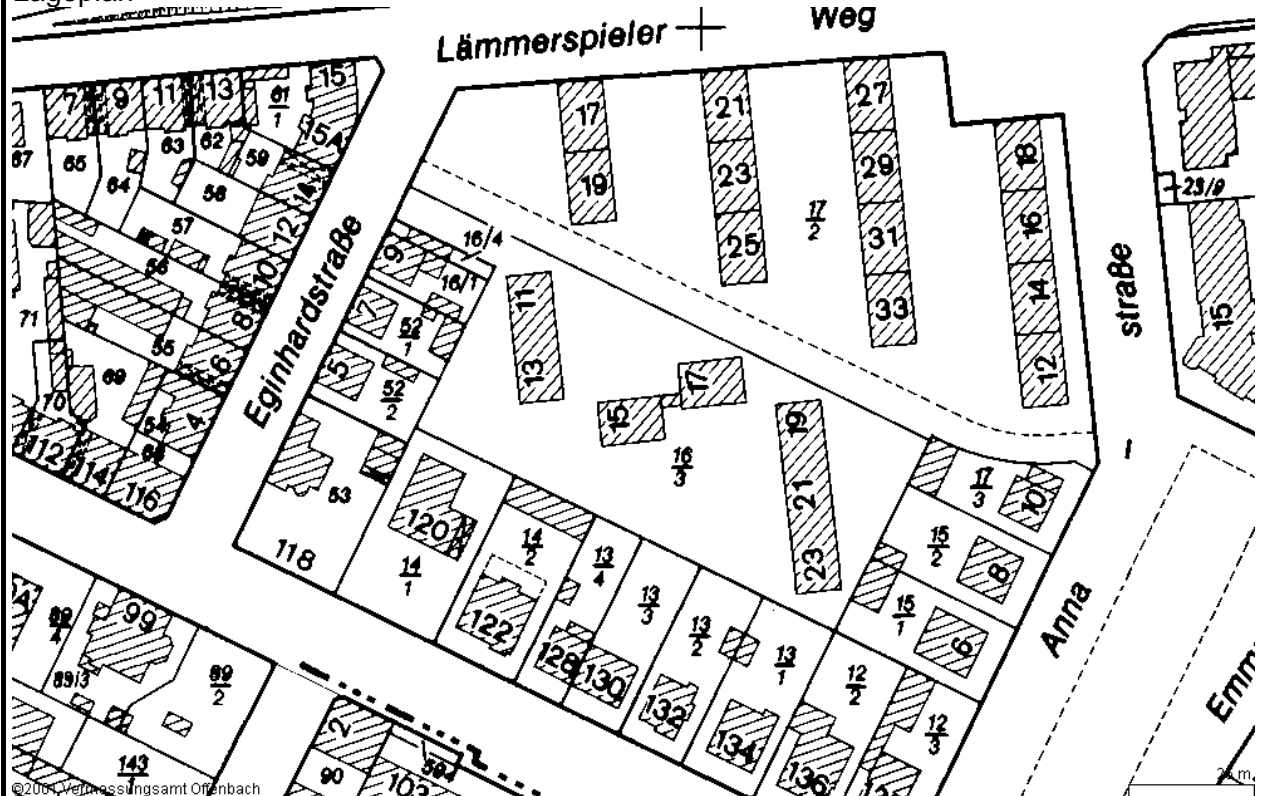 Lageplan
Lämmerspieler Weg
7 9 11 13 61/1 15 15A
17 21 27
19 23 29 18
67 65 64 63 62 59 58 14
25 17/2 31 16
57 12 56 10 8
9 16/4 16/1 11 33 14
71 55 6 7 52/1 13 12
Eginhardstraße
straße
23/9
15
69 5 52/2 15 17 19
70 54 4 66
112 114 116
16/3
53 118 120 14/1 14/2 13/4 13/3 13/2 13/1
21 23
17/3 10
15/2 8
15/1 6
Anna
122 128 130 132 134 136
12/2 12/3
99 89/4 89/3 89/2
143/1
2 90 594 103
©2001, Vermessungsamt Offenbach